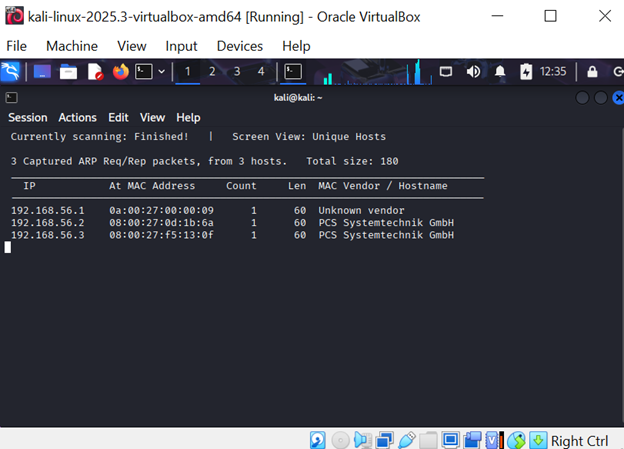 kali-linux-2025.3-virtualbox-amd64 [Running] - Oracle VirtualBox
File Machine View Input Devices Help
1 2 3 4 12:35
kali@kali: ~
Session Actions Edit View Help
Currently scanning: Finished! | Screen View: Unique Hosts
3 Captured ARP Req/Rep packets, from 3 hosts. Total size: 180
IP At MAC Address Count Len MAC Vendor / Hostname
192.168.56.1 0a:00:27:00:00:09 1 60 Unknown vendor
192.168.56.2 08:00:27:0d:1b:6a 1 60 PCS Systemtechnik GmbH
192.168.56.3 08:00:27:f5:13:0f 1 60 PCS Systemtechnik GmbH
Right Ctrl